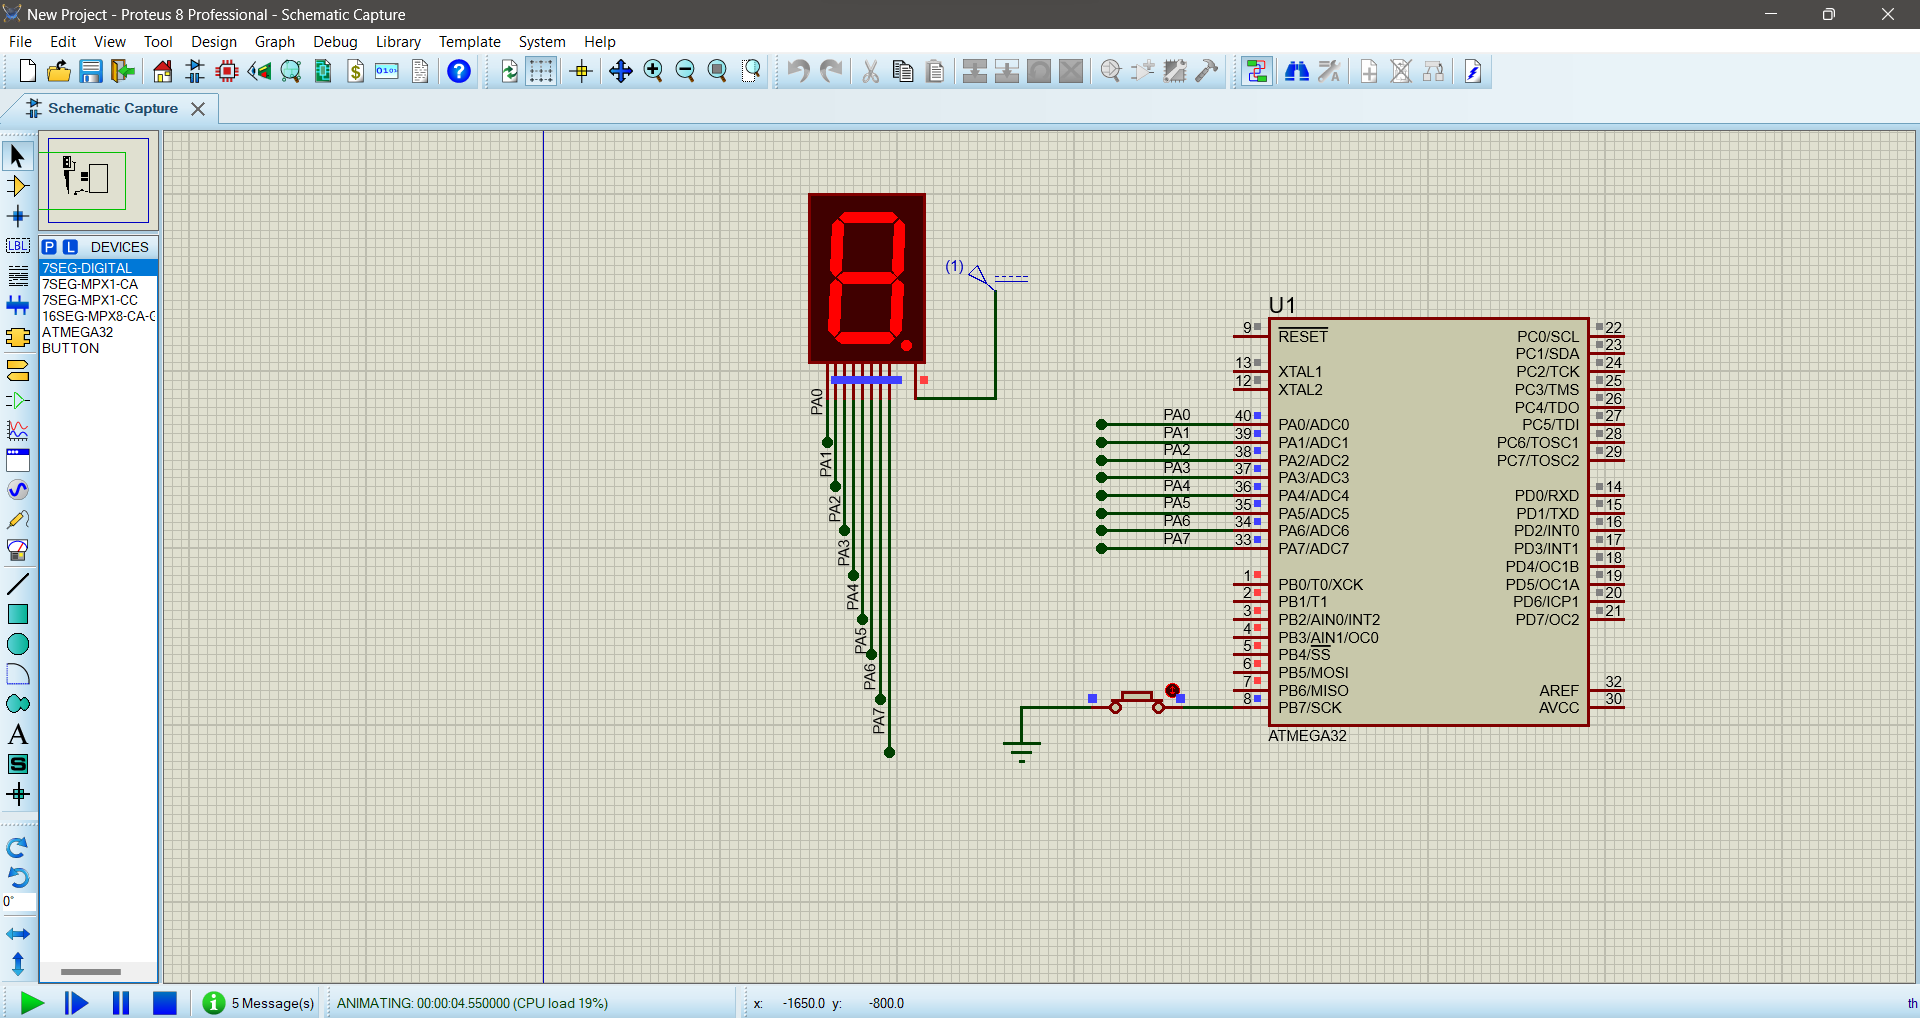 New Project - Proteus 8 Professional - Schematic Capture
File Edit View Tool Design Graph Debug Library Template System Help
Schematic Capture
P L DEVICES
7SEG-DIGITAL
7SEG-MPX1-CA
7SEG-MPX1-CC
16SEG-MPX8-CA-
ATMEGA32
BUTTON
LBL
A
S
0°
(1)
PA0
PA1
PA2
PA3
PA4
PA5
PA6
PA7
U1
9 RESET
13 XTAL1
12 XTAL2
PA0 40 PA0/ADC0
PA1 39 PA1/ADC1
PA2 38 PA2/ADC2
PA3 37 PA3/ADC3
PA4 36 PA4/ADC4
PA5 35 PA5/ADC5
PA6 34 PA6/ADC6
PA7 33 PA7/ADC7
1 PB0/T0/XCK
2 PB1/T1
3 PB2/AIN0/INT2
4 PB3/AIN1/OC0
5 PB4/SS
6 PB5/MOSI
7 PB6/MISO
8 PB7/SCK
PC0/SCL 22
PC1/SDA 23
PC2/TCK 24
PC3/TMS 25
PC4/TDO 26
PC5/TDI 27
PC6/TOSC1 28
PC7/TOSC2 29
PD0/RXD 14
PD1/TXD 15
PD2/INT0 16
PD3/INT1 17
PD4/OC1B 18
PD5/OC1A 19
PD6/ICP1 20
PD7/OC2 21
AREF 32
AVCC 30
ATMEGA32
5 Message(s) ANIMATING: 00:00:04.550000 (CPU load 19%) x: -1650.0 y: -800.0 th